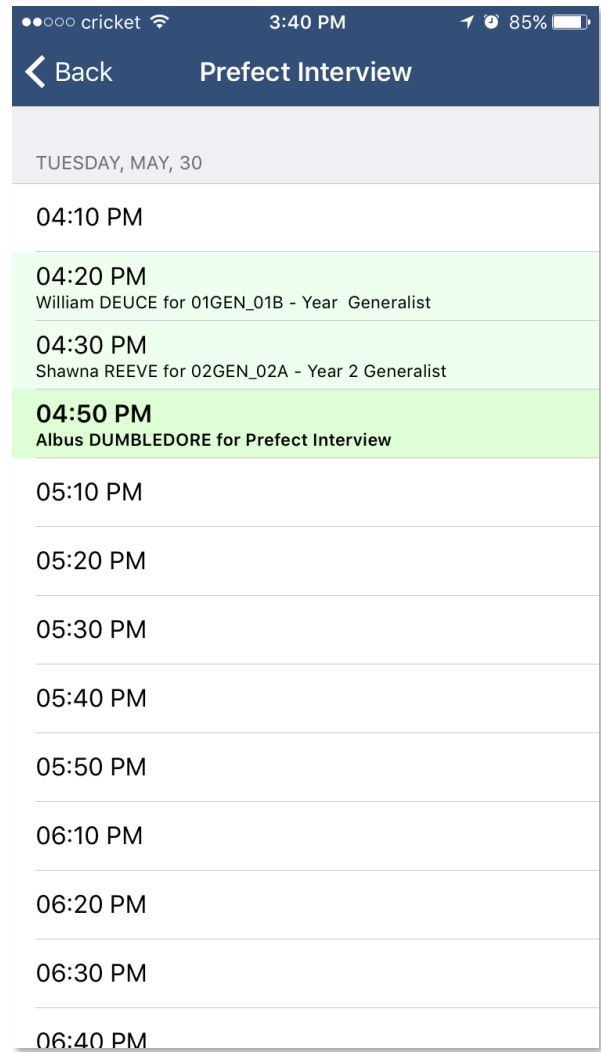 cricket 3:40 PM 85%
Back Prefect Interview
TUESDAY, MAY, 30
04:10 PM
04:20 PM
William DEUCE for 01GEN_01B - Year  Generalist
04:30 PM
Shawna REEVE for 02GEN_02A - Year 2 Generalist
04:50 PM
Albus DUMBLEDORE for Prefect Interview
05:10 PM
05:20 PM
05:30 PM
05:40 PM
05:50 PM
06:10 PM
06:20 PM
06:30 PM
06:40 PM